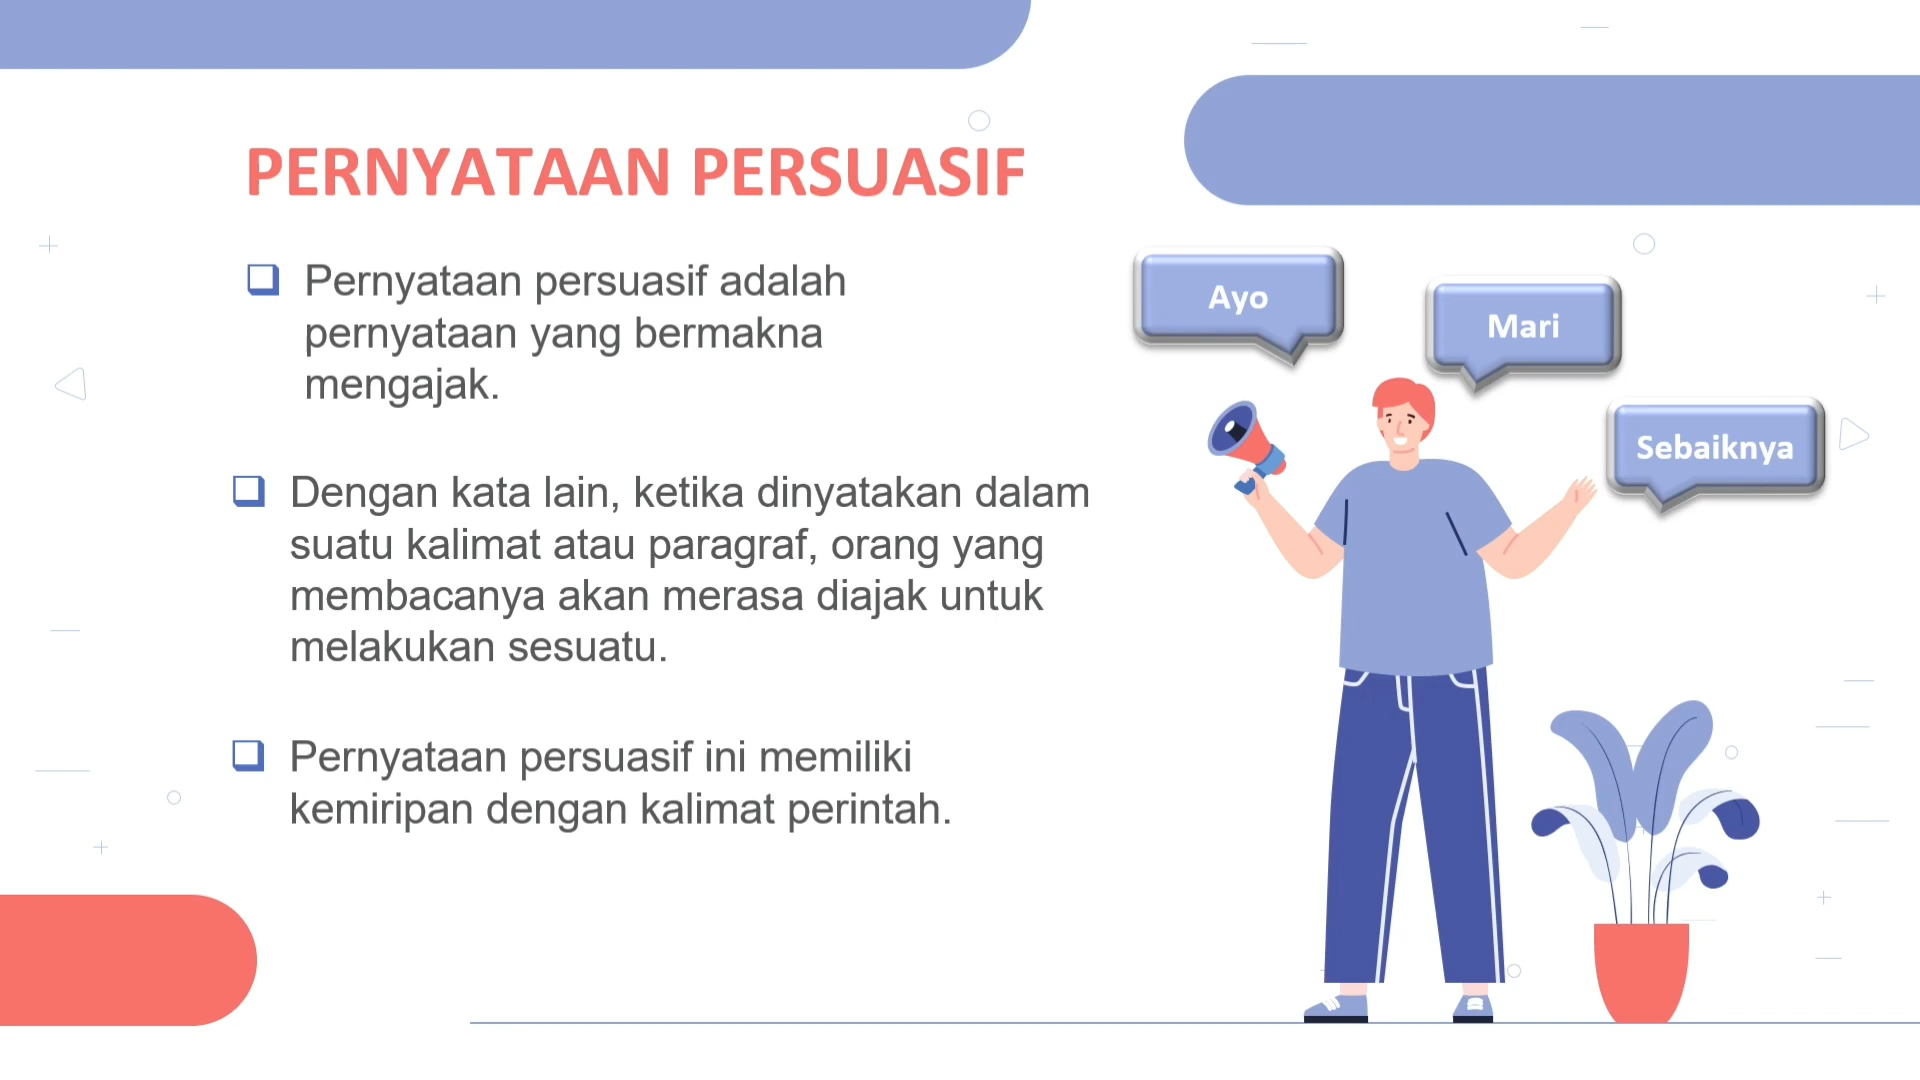 PERNYATAAN PERSUASIF
Pernyataan persuasif adalah
pernyataan yang bermakna
mengajak.
Dengan kata lain, ketika dinyatakan dalam
suatu kalimat atau paragraf, orang yang
membacanya akan merasa diajak untuk
melakukan sesuatu.
Pernyataan persuasif ini memiliki
kemiripan dengan kalimat perintah.
Ayo
Mari
Sebaiknya